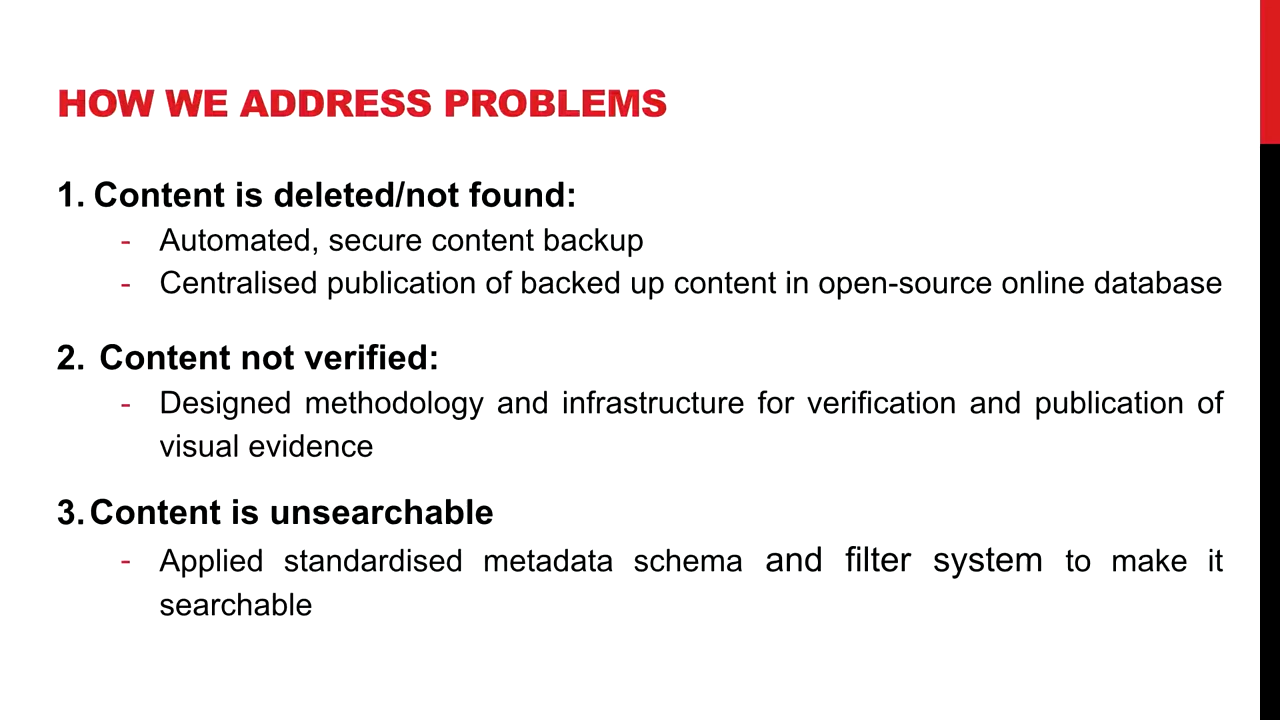 HOW WE ADDRESS PROBLEMS
1. Content is deleted/not found:
- Automated, secure content backup
- Centralised publication of backed up content in open-source online database
2. Content not verified:
- Designed methodology and infrastructure for verification and publication of
visual evidence
3. Content is unsearchable
- Applied standardised metadata schema and filter system to make it
searchable